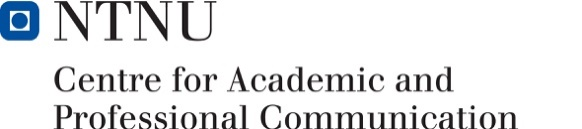 NTNU
Centre for Academic and
Professional Communication